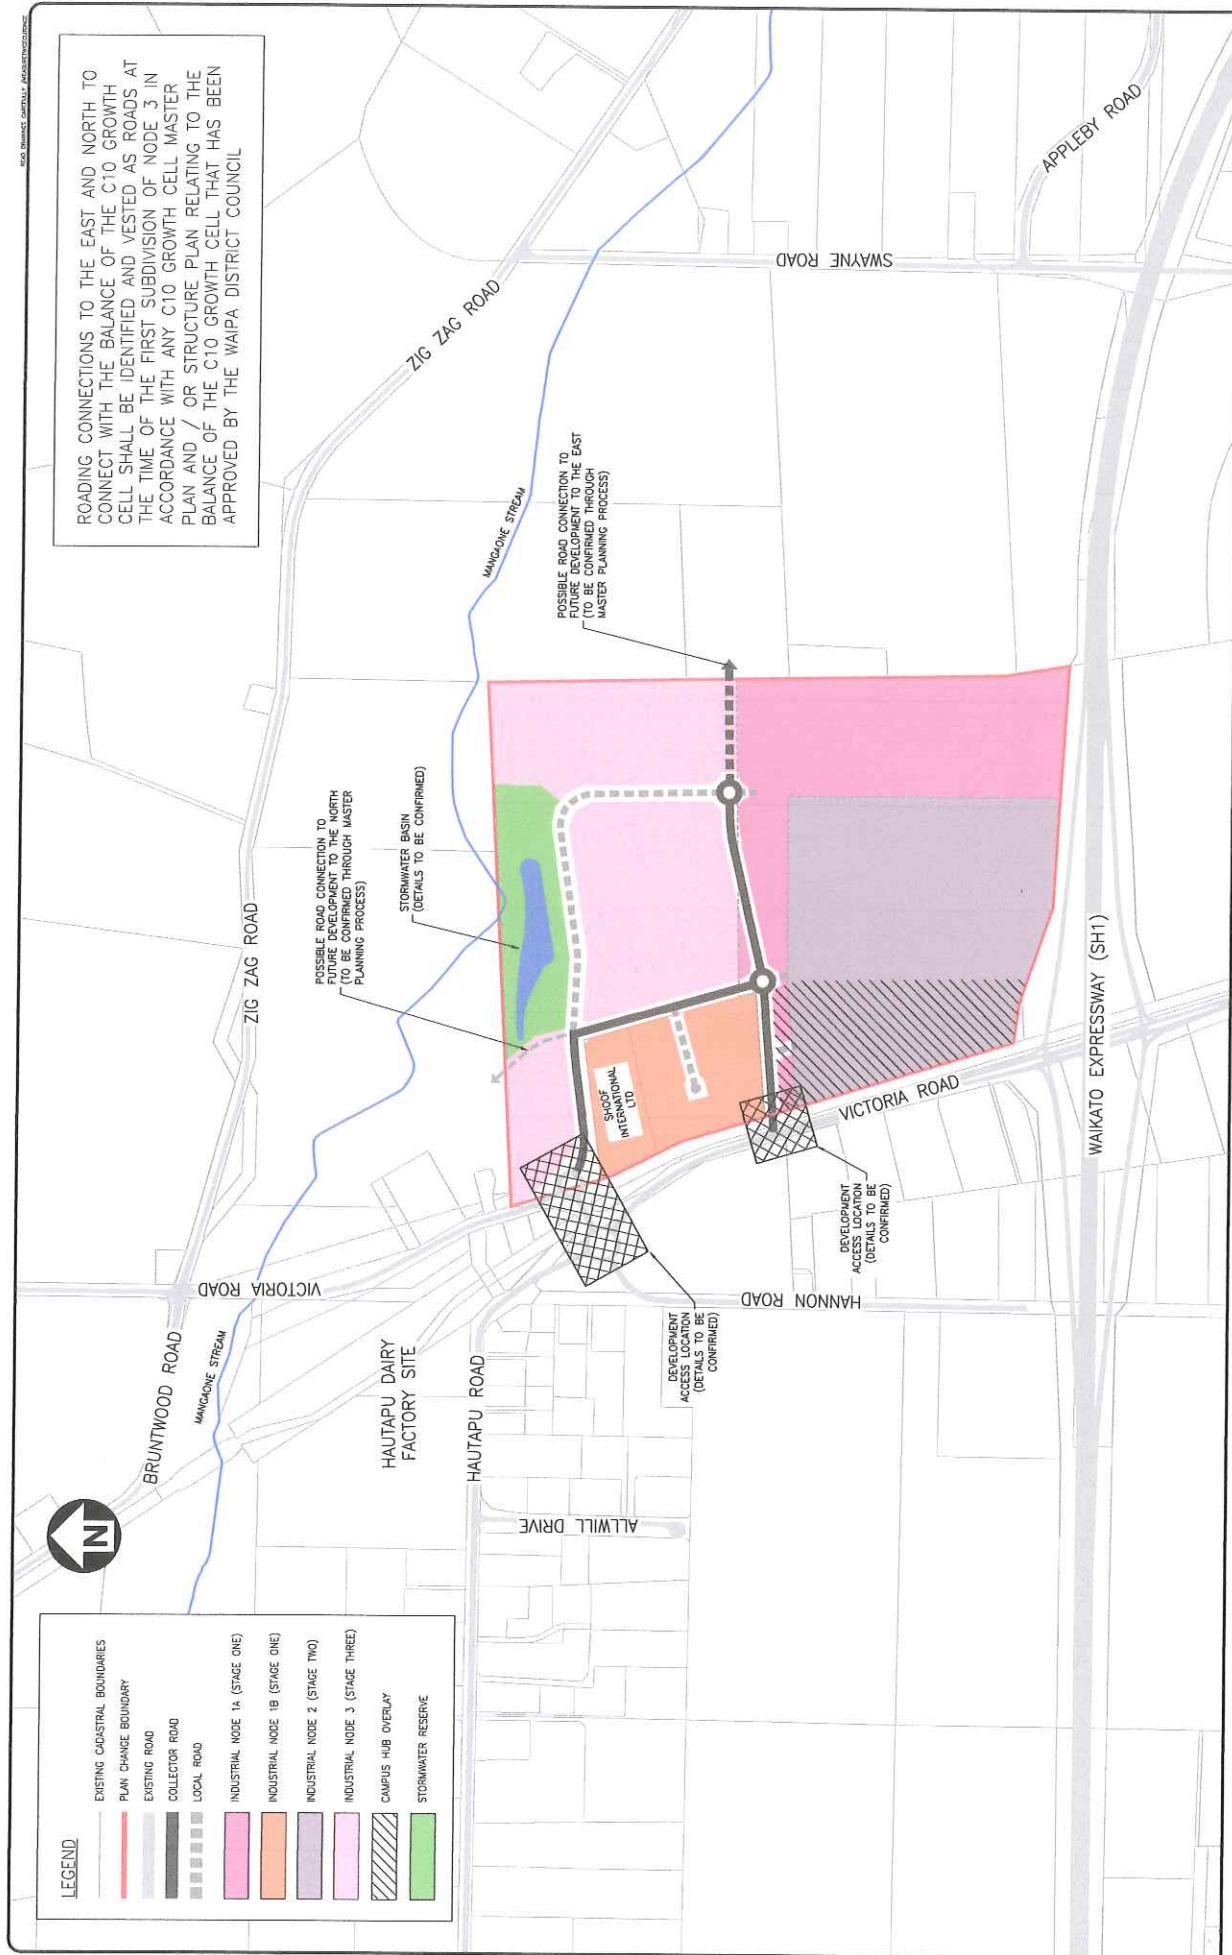 LEGEND
EXISTING CADASTRAL BOUNDARIES
PLAN CHANGE BOUNDARY
EXISTING ROAD
COLLECTOR ROAD
LOCAL ROAD
INDUSTRIAL NODE 1A (STAGE ONE)
INDUSTRIAL NODE 1B (STAGE ONE)
INDUSTRIAL NODE 2 (STAGE TWO)
INDUSTRIAL NODE 3 (STAGE THREE)
CAMPUS HUB OVERLAY
STORMWATER RESERVE
N
ROADING CONNECTIONS TO THE EAST AND NORTH TO
CONNECT WITH THE BALANCE OF THE C10 GROWTH
CELL SHALL BE IDENTIFIED AND VESTED AS ROADS AT
THE TIME OF THE FIRST SUBDIVISION OF NODE 3 IN
ACCORDANCE WITH ANY C10 GROWTH CELL MASTER
PLAN AND / OR STRUCTURE PLAN RELATING TO THE
BALANCE OF THE C10 GROWTH CELL THAT HAS BEEN
APPROVED BY THE WAIPA DISTRICT COUNCIL
BRUNTWOOD ROAD
MANGAONE STREAM
VICTORIA ROAD
ZIG ZAG ROAD
ZIG ZAG ROAD
MANGAONE STREAM
POSSIBLE ROAD CONNECTION TO
FUTURE DEVELOPMENT TO THE NORTH
(TO BE CONFIRMED THROUGH MASTER
PLANNING PROCESS)
STORMWATER BASIN
(DETAILS TO BE CONFIRMED)
POSSIBLE ROAD CONNECTION TO
FUTURE DEVELOPMENT TO THE EAST
(TO BE CONFIRMED THROUGH
MASTER PLANNING PROCESS)
HAUTAPU DAIRY
FACTORY SITE
HAUTAPU ROAD
ALLWILL DRIVE
SHOOF
INTERNATIONAL
LTD
DEVELOPMENT
ACCESS LOCATION
(DETAILS TO BE
CONFIRMED)
HANNON ROAD
DEVELOPMENT
ACCESS LOCATION
(DETAILS TO BE
CONFIRMED)
VICTORIA ROAD
SWAYNE ROAD
APPLEBY ROAD
WAIKATO EXPRESSWAY (SH1)